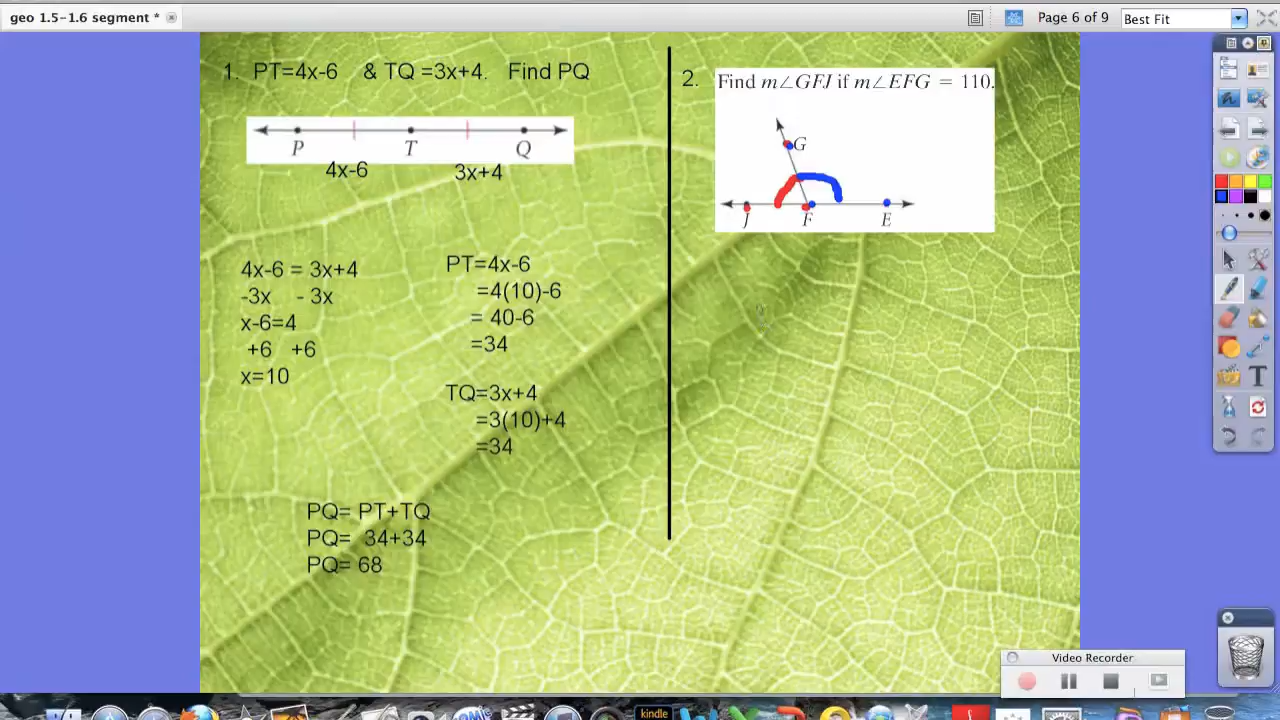 geo 1.5-1.6 segment *
Page 6 of 9
Best Fit
1. PT=4x-6 & TQ =3x+4. Find PQ
P T Q
4x-6 3x+4
4x-6 = 3x+4
-3x - 3x
x-6=4
+6 +6
x=10
PT=4x-6
=4(10)-6
= 40-6
=34
TQ=3x+4
=3(10)+4
=34
PQ= PT+TQ
PQ= 34+34
PQ= 68
2. Find m∠GFJ if m∠EFG = 110.
G
J F E
T
Video Recorder
kindle